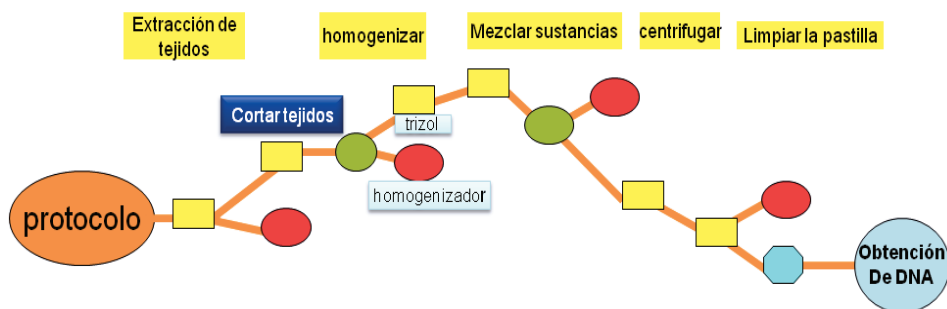 Extracción de
tejidos
homogenizar
Mezclar sustancias
centrifugar
Limpiar la pastilla
Cortar tejidos
trizol
homogenizador
protocolo
Obtención
De DNA